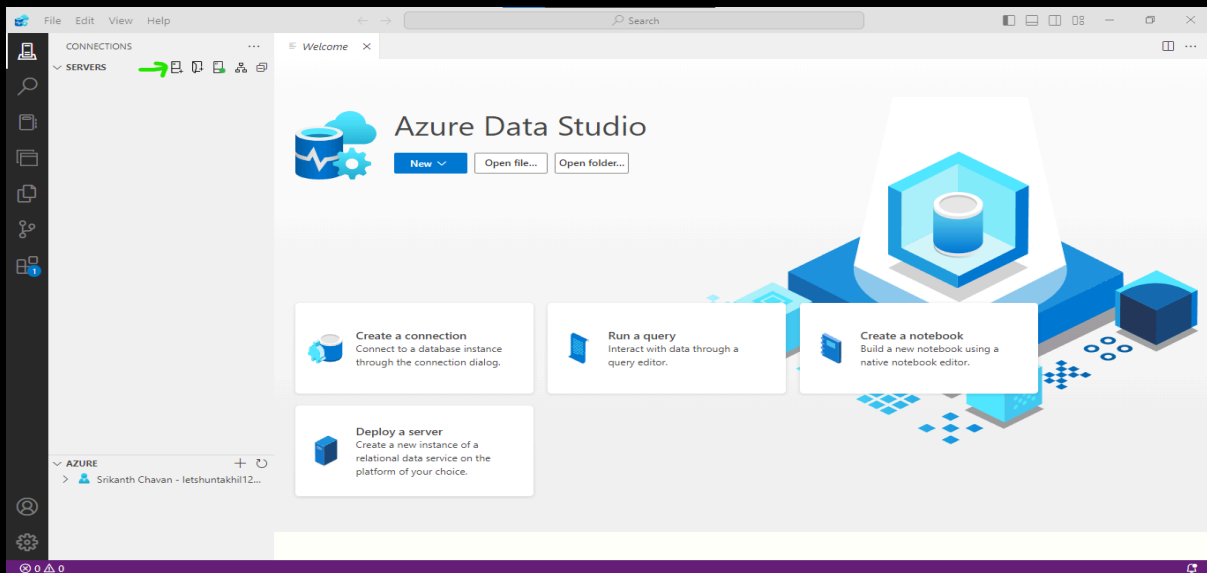 File Edit View Help
Search
CONNECTIONS
Welcome
SERVERS
Azure Data Studio
New
Open file...
Open folder...
Create a connection
Connect to a database instance
through the connection dialog.
Run a query
Interact with data through a
query editor.
Create a notebook
Build a new notebook using a
native notebook editor.
Deploy a server
Create a new instance of a
relational data service on the
platform of your choice.
1
AZURE
Srikanth Chavan - letshuntakhil12...
0 0